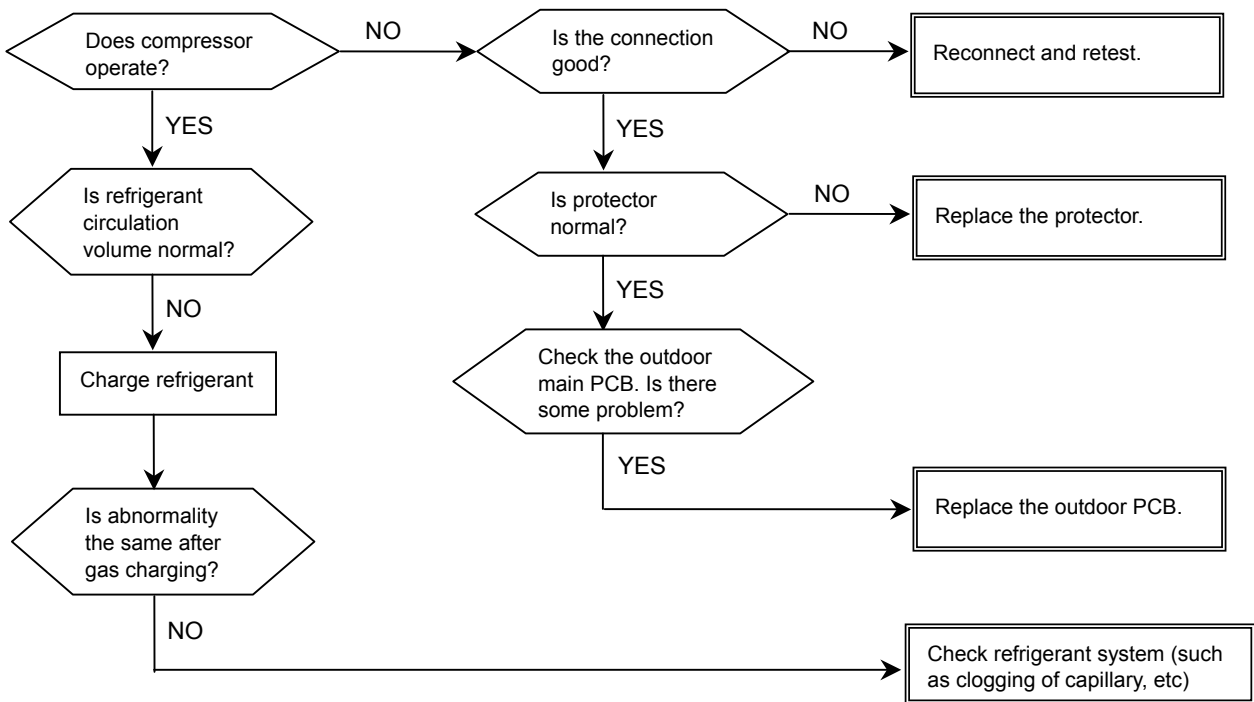 Does compressor
operate?
NO
Is the connection
good?
NO
Reconnect and retest.
YES
YES
Is refrigerant
circulation
volume normal?
Is protector
normal?
NO
Replace the protector.
NO
YES
Charge refrigerant
Check the outdoor
main PCB. Is there
some problem?
YES
Replace the outdoor PCB.
Is abnormality
the same after
gas charging?
NO
Check refrigerant system (such
as clogging of capillary, etc)